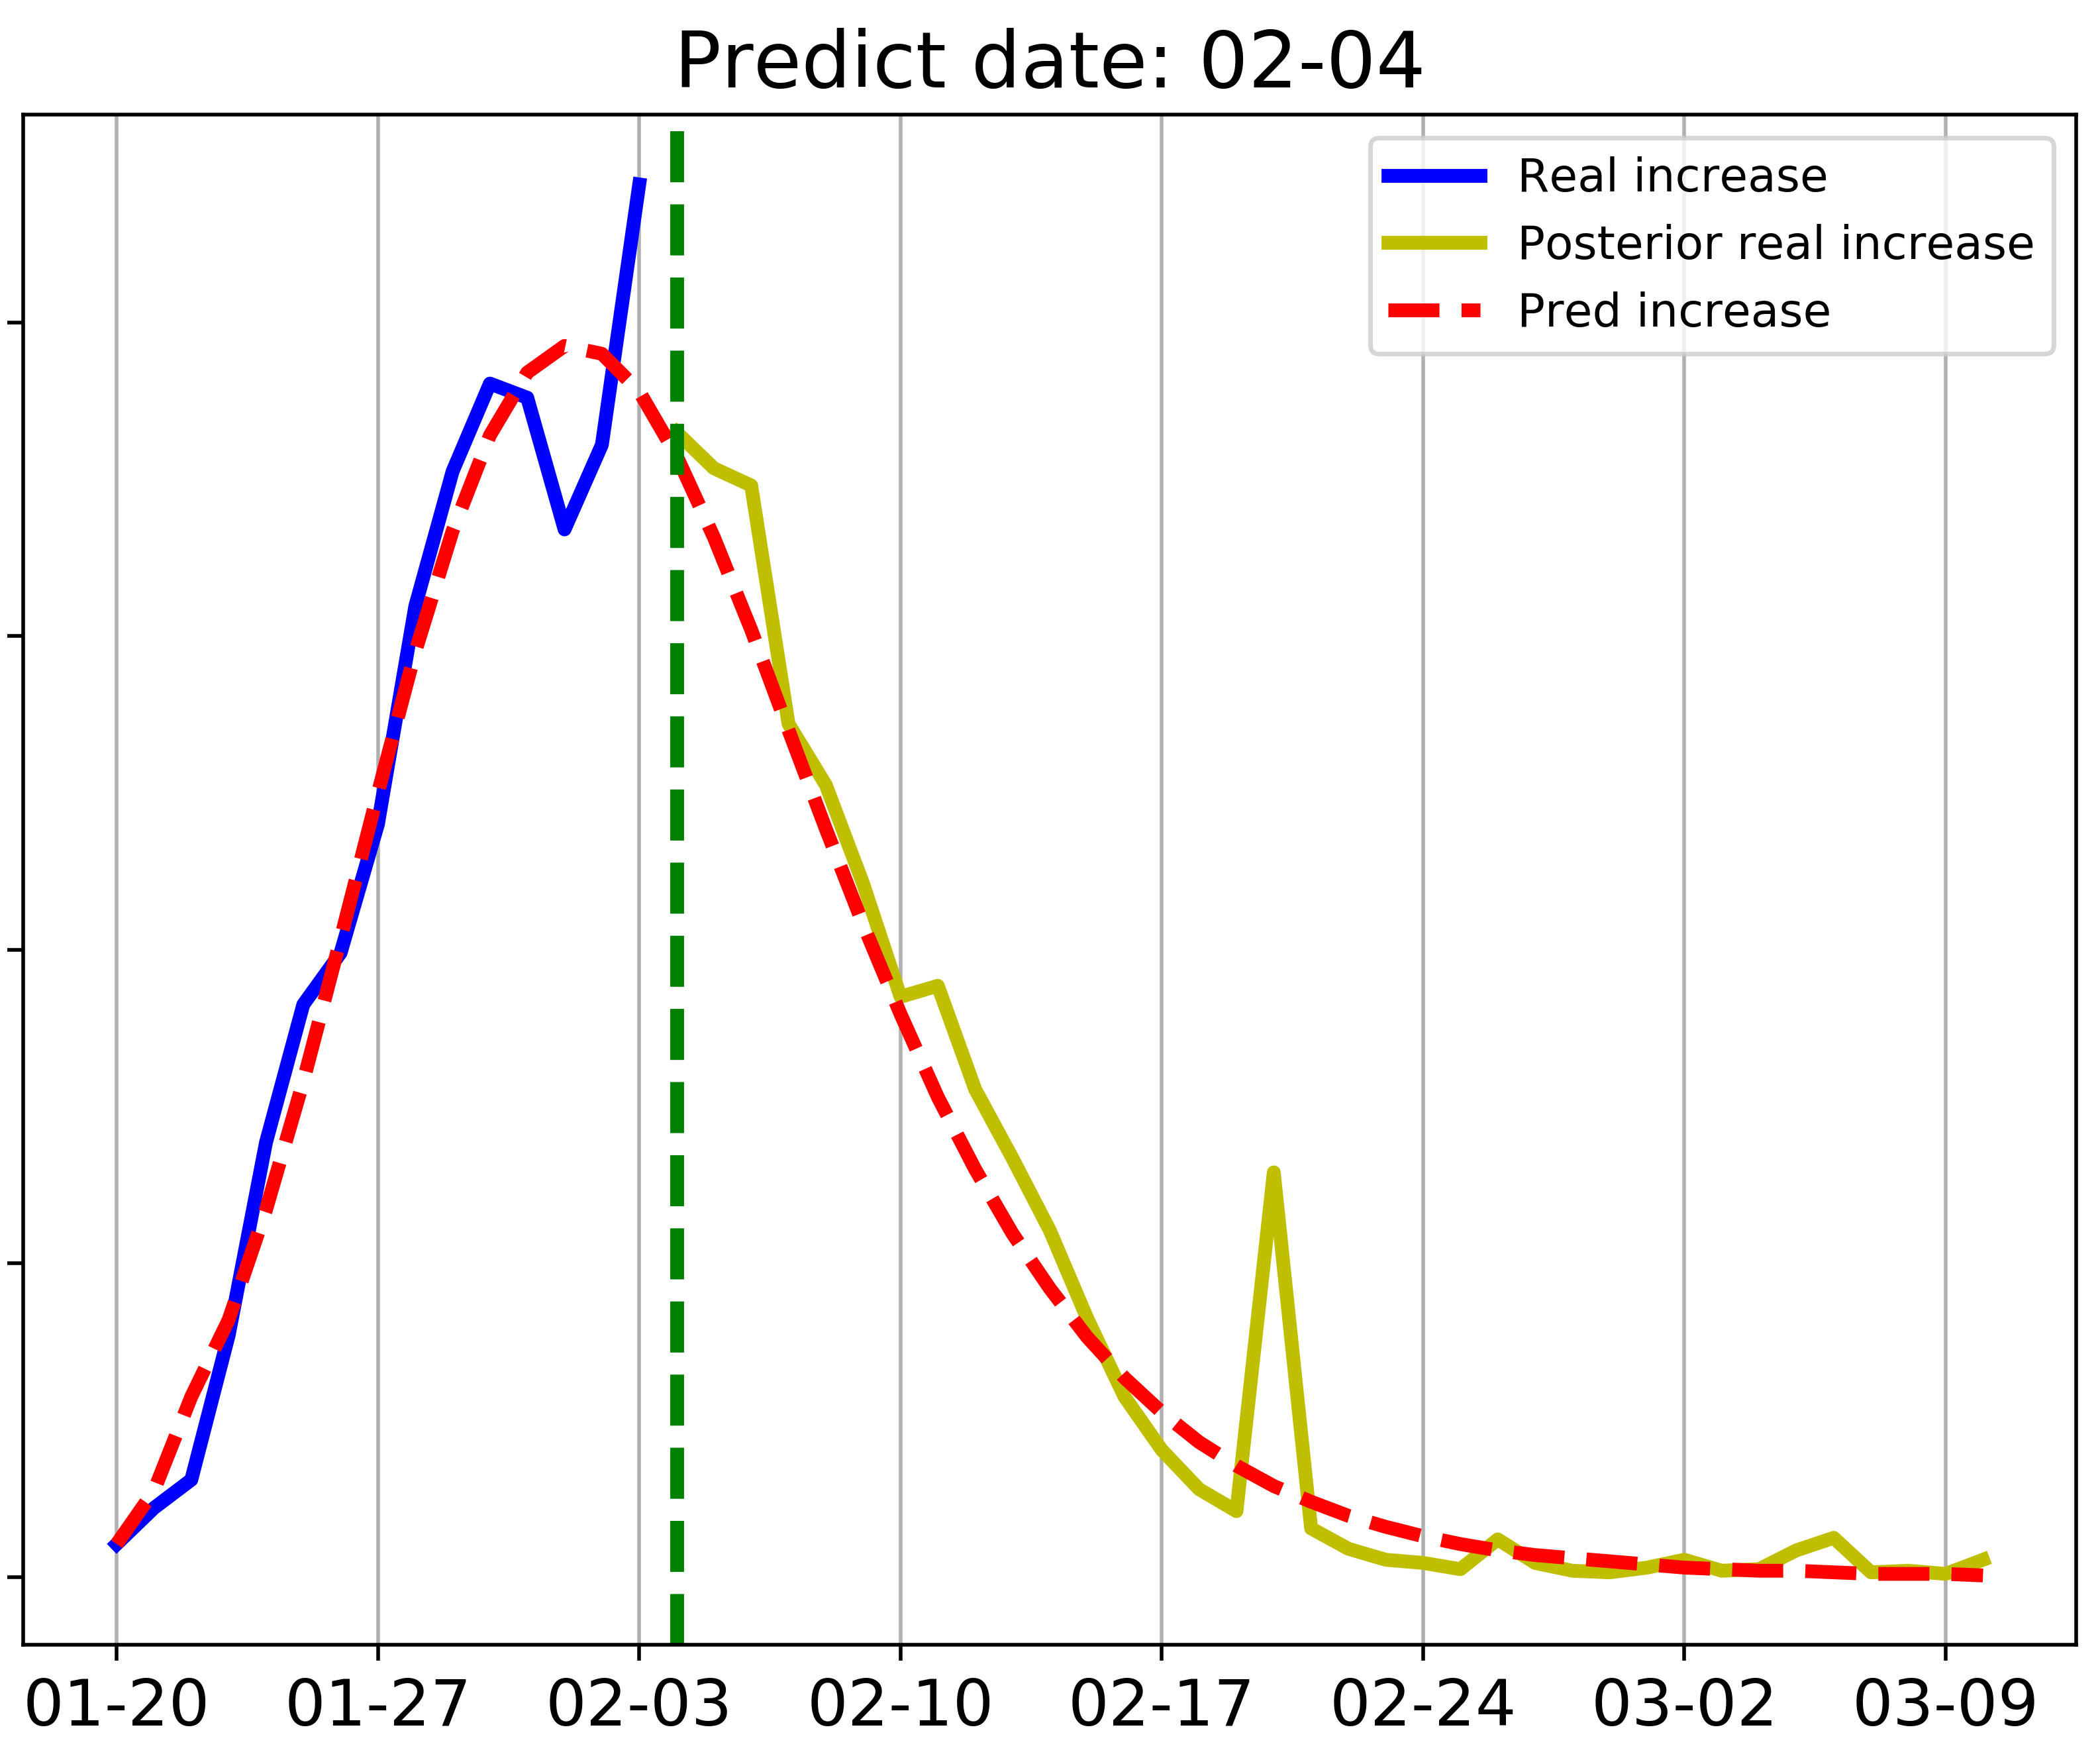 Predict date: 02-04
Real increase
Posterior real increase
Pred increase
01-20 01-27 02-03 02-10 02-17 02-24 03-02 03-09